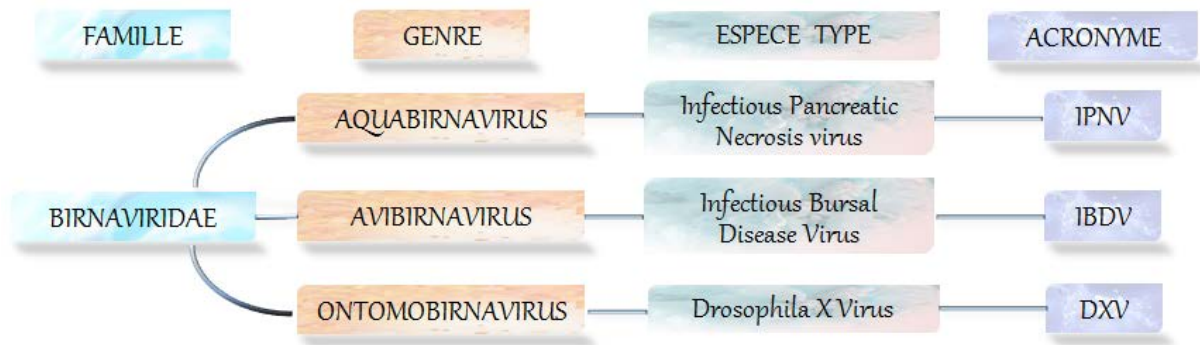 FAMILLE
GENRE
ESPECE TYPE
ACRONYME
AQUABIRNAVIRUS
Infectious Pancreatic
Necrosis virus
IPNV
BIRNAVIRIDAE
AVIBIRNAVIRUS
Infectious Bursal
Disease Virus
IBDV
ONTOMOBIRNAVIRUS
Drosophila X Virus
DXV